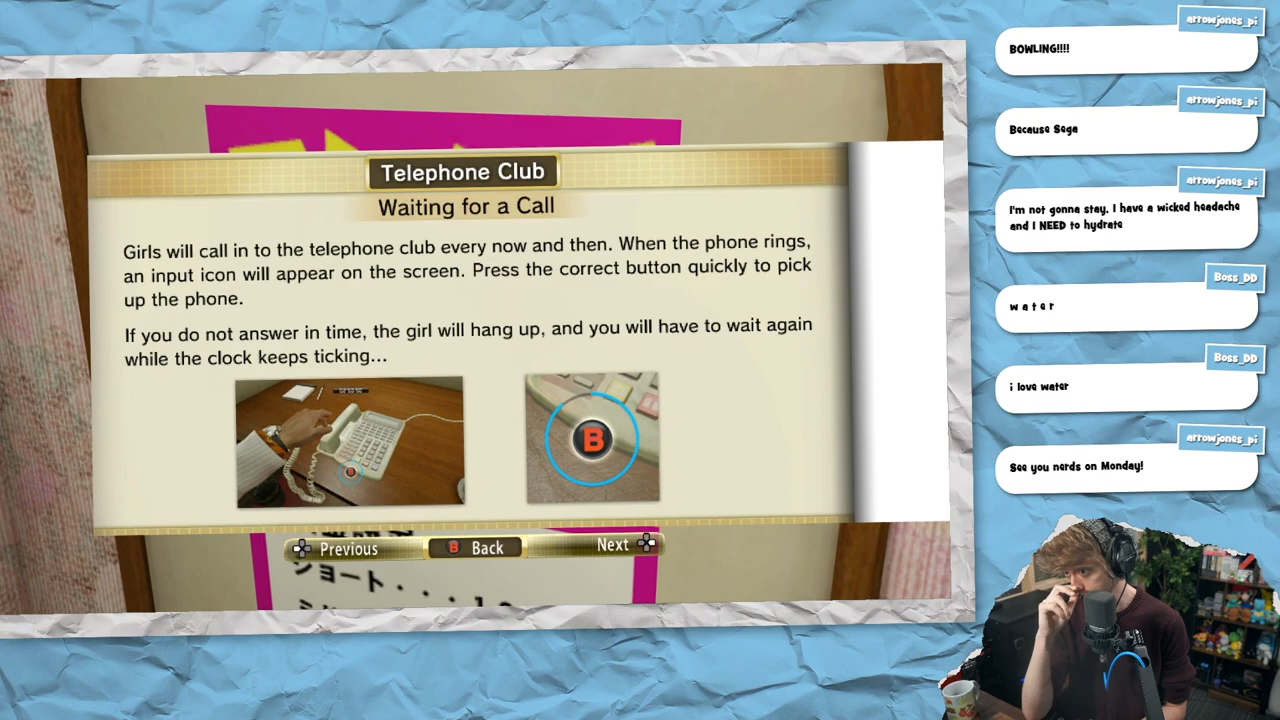 Telephone Club
Waiting for a Call
Girls will call in to the telephone club every now and then. When the phone rings,
an input icon will appear on the screen. Press the correct button quickly to pick
up the phone.
If you do not answer in time, the girl will hang up, and you will have to wait again
while the clock keeps ticking...
B
B
Previous
B Back
Next
ショート・・・
arrowjones_pi
BOWLING!!!!
arrowjones_pi
Because Sega
arrowjones_pi
I'm not gonna stay, I have a wicked headache
and I NEED to hydrate
Boss_DD
w a t e r
Boss_DD
i love water
arrowjones_pi
See you nerds on Monday!